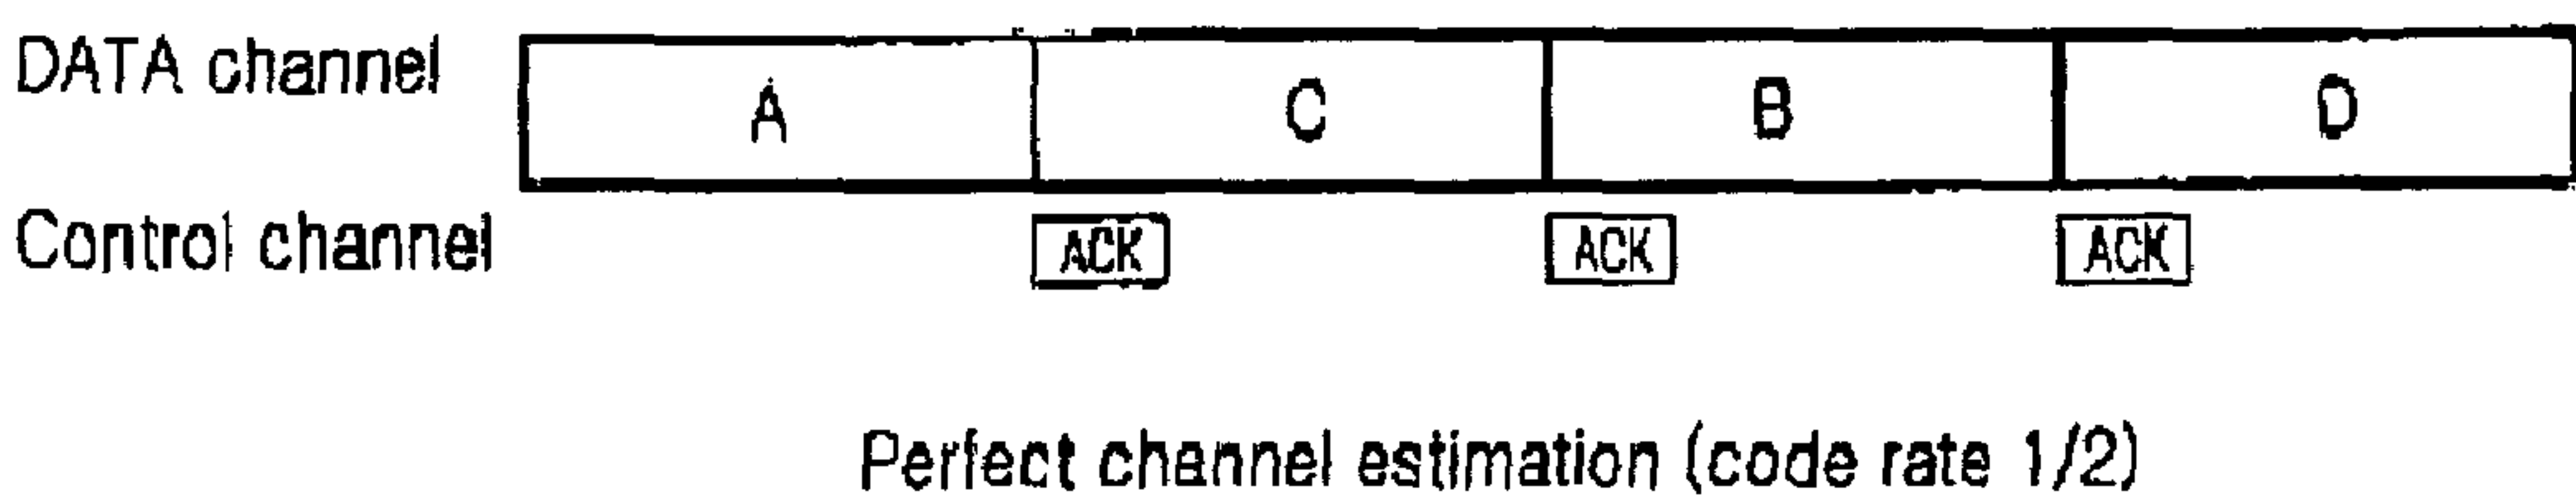 DATA channel
A C B D
Control channel
ACK ACK ACK
Perfect channel estimation (code rate 1/2)